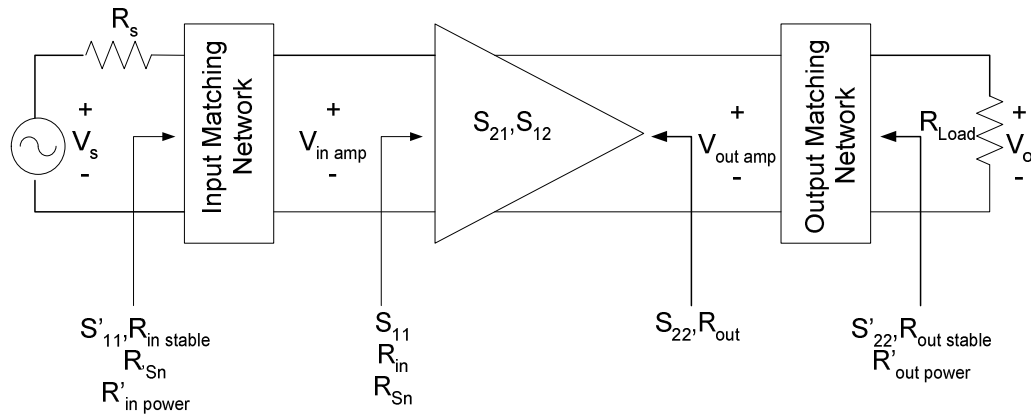 Rs
+
Vs
-
Input Matching
Network
+
Vin amp
-
S21,S12
+
Vout amp
-
Output Matching
Network
RLoad
+
Vo
-
S'11,Rin stable
R'Sn
R'in power
S11
Rin
RSn
S22,Rout
S'22,Rout stable
R'out power